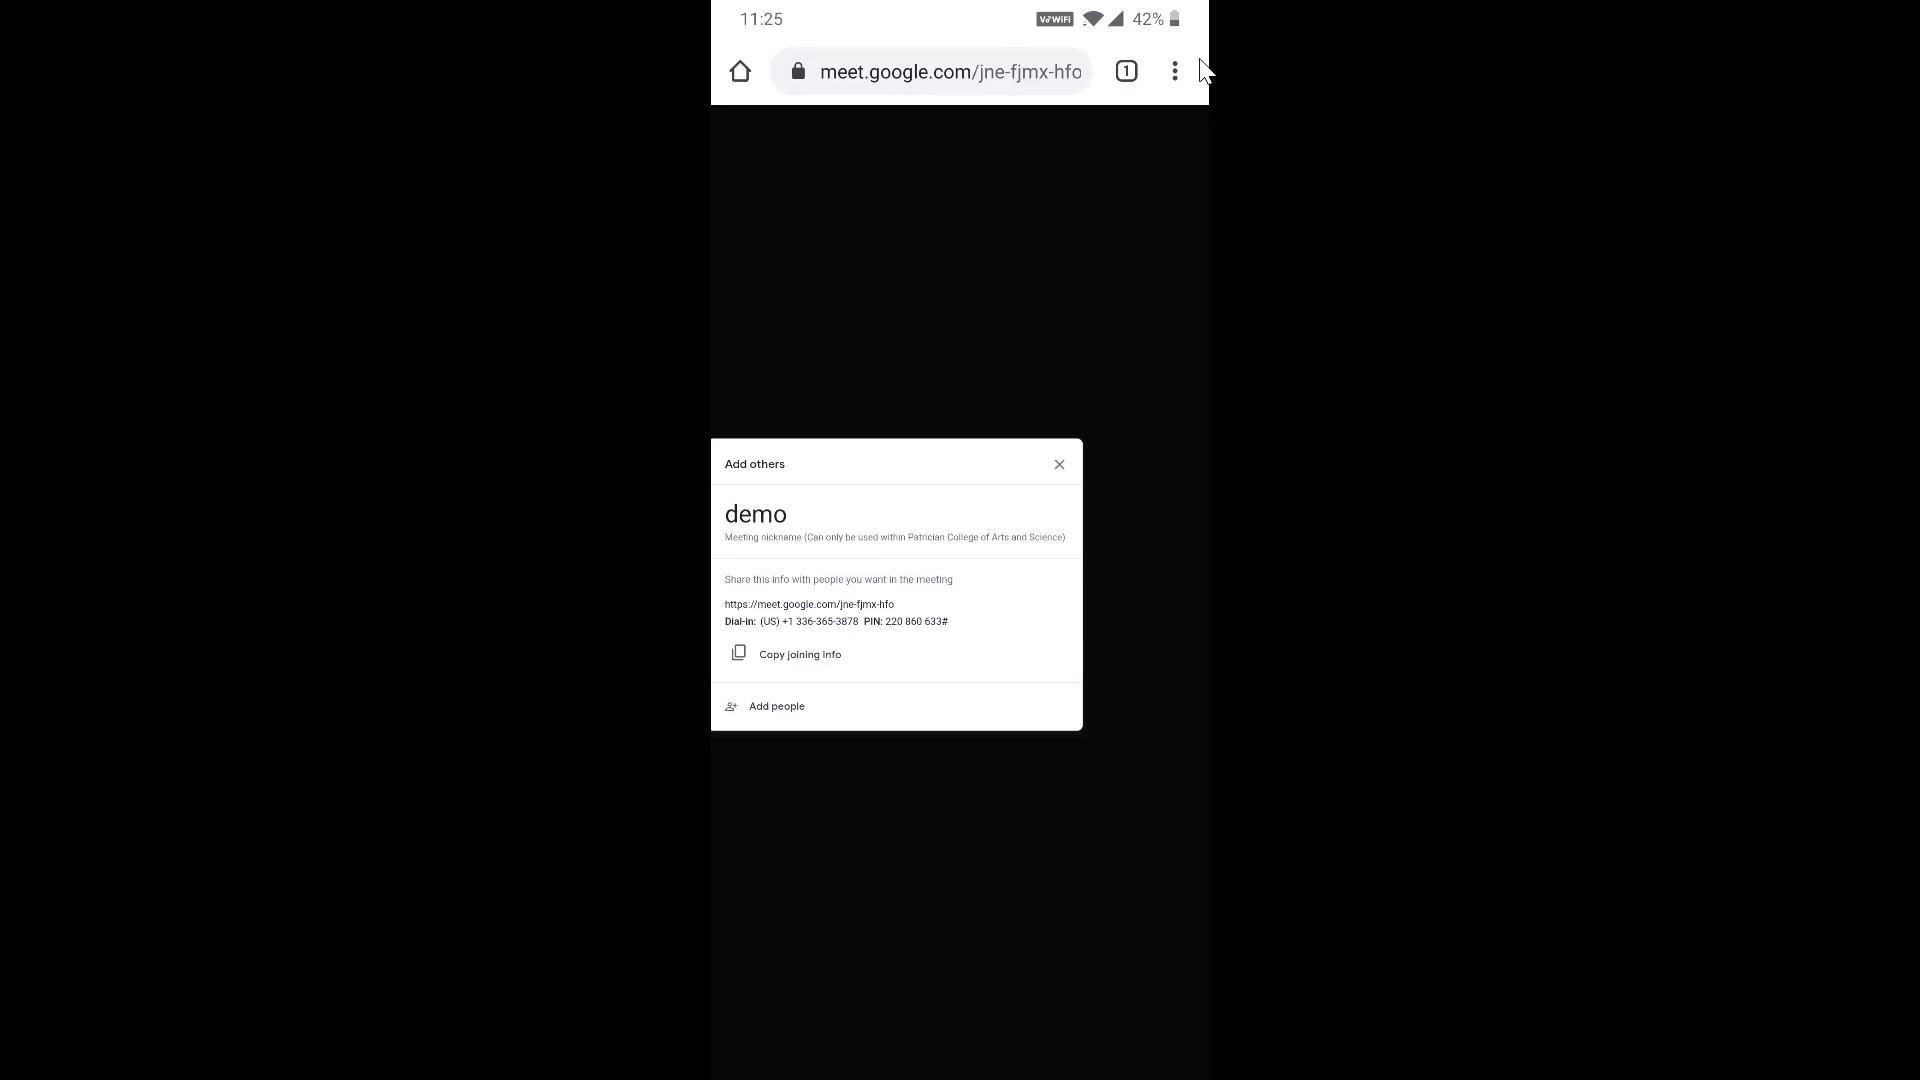 11:25 VoWiFi 42%
meet.google.com/jne-fjmx-hfo 1
Add others
demo
Meeting nickname (Can only be used within Patrician College of Arts and Science)
Share this info with people you want in the meeting
https://meet.google.com/jne-fjmx-hfo
Dial-in: (US) +1 336-365-3878 PIN: 220 860 633#
Copy joining info
Add people